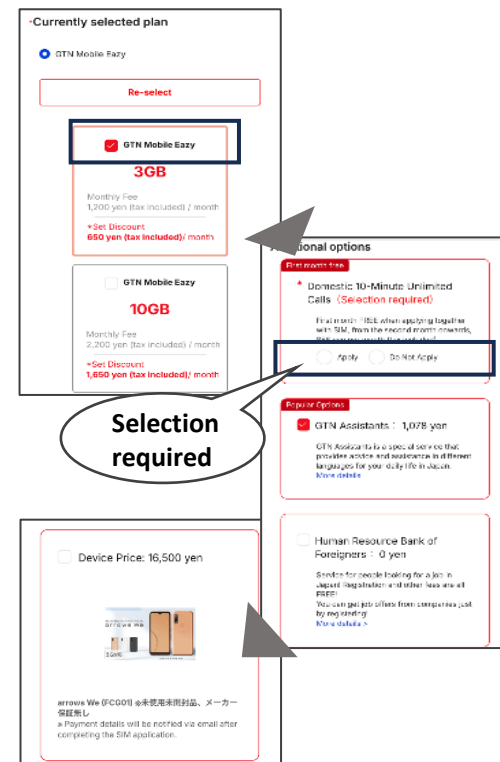 *Currently selected plan
GTN Mobile Eazy
Re-select
GTN Mobile Eazy
3GB
Monthly Fee
1,200 yen (tax included) / month
*Set Discount
650 yen (tax included)/ month
GTN Mobile Eazy
10GB
Monthly Fee
2,200 yen (tax included) / month
*Set Discount
1,650 yen (tax included)/ month
Selection
required
tional options
First month free
* Domestic 10-Minute Unlimited
Calls (Selection required)
First month FREE when applying together
with SIM, from the second month onwards,
Apply Do Not Apply
Popular Options
GTN Assistants : 1,078 yen
GTN Assistants is a special service that
provides advice and assistance in different
languages for your daily life in Japan.
More details
Human Resource Bank of
Foreigners : 0 yen
Service for people looking for a job in
Japan! Registration and other fees are all
FREE!
You can get job offers from companies just
by registering!
More details >
Device Price: 16,500 yen
arrows We
arrows We (FCG01) ※未使用未開封品、メーカー
保証無し
» Payment details will be notified via email after
completing the SIM application.